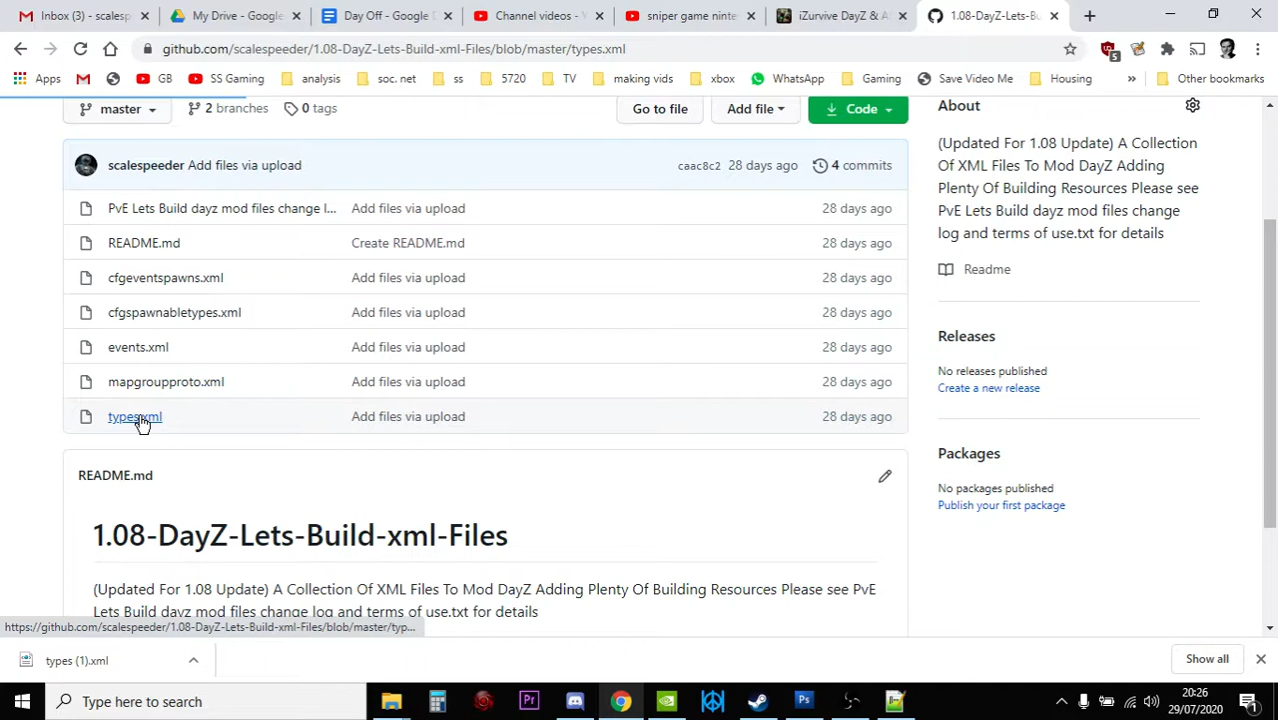 Inbox (3) - scalespeed
My Drive - Google
Day Off - Google D
Channel videos - Y
sniper game ninte
iZurvive DayZ & A
1.08-DayZ-Lets-Bu
github.com/scalespeeder/1.08-DayZ-Lets-Build-xml-Files/blob/master/types.xml
5
Apps GB SS Gaming analysis soc. net ss 5720 TV making vids xbox WhatsApp Gaming Save Video Me Housing » Other bookmarks
master 2 branches 0 tags Go to file Add file Code
scalespeeder Add files via upload caac8c2 28 days ago 4 commits
PvE Lets Build dayz mod files change l... Add files via upload 28 days ago
README.md Create README.md 28 days ago
cfgeventspawns.xml Add files via upload 28 days ago
cfgspawnabletypes.xml Add files via upload 28 days ago
events.xml Add files via upload 28 days ago
mapgroupproto.xml Add files via upload 28 days ago
types.xml Add files via upload 28 days ago
README.md
1.08-DayZ-Lets-Build-xml-Files
(Updated For 1.08 Update) A Collection Of XML Files To Mod DayZ Adding Plenty Of Building Resources Please see PvE
Lets Build dayz mod files change log and terms of use.txt for details
About
(Updated For 1.08 Update) A Collection
Of XML Files To Mod DayZ Adding
Plenty Of Building Resources Please see
PvE Lets Build dayz mod files change
log and terms of use.txt for details
Readme
Releases
No releases published
Create a new release
Packages
No packages published
Publish your first package
https://github.com/scalespeeder/1.08-DayZ-Lets-Build-xml-Files/blob/master/typ...
types (1).xml
Show all
Type here to search
Pr
Ps
20:26
29/07/2020
1